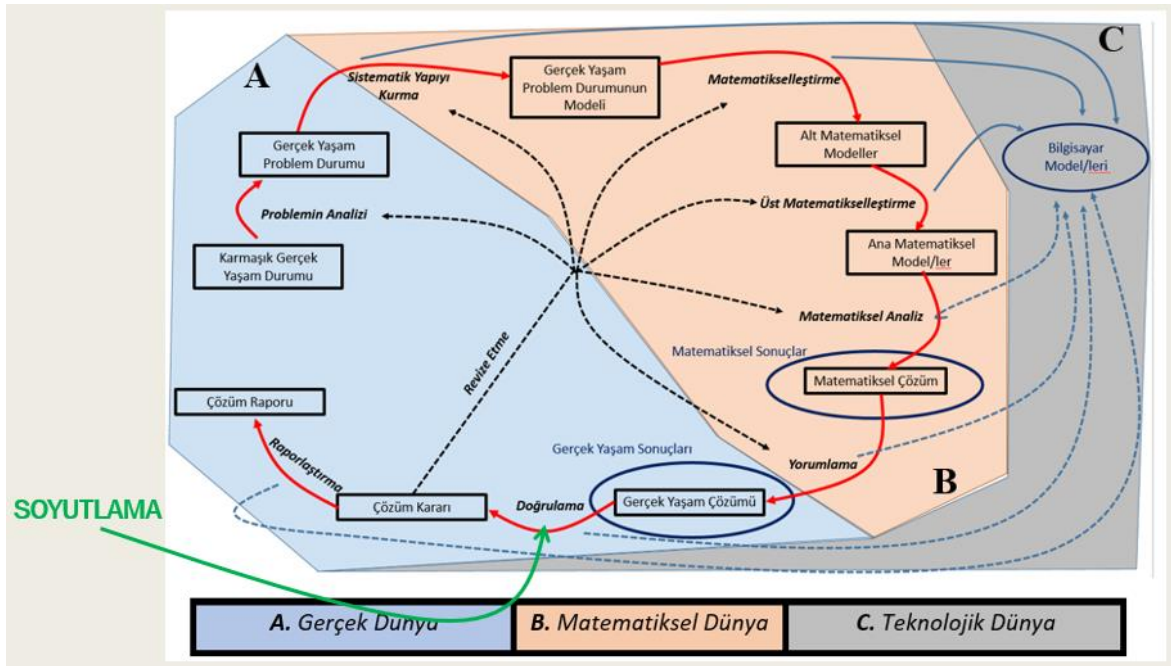 A
C
Sistematik Yapıyı
Kurma
Gerçek Yaşam
Problem Durumunun
Modeli
Matematikselleştirme
Gerçek Yaşam
Problem Durumu
Alt Matematiksel
Modeller
Bilgisayar
Model/leri
Problemin Analizi
Üst Matematikselleştirme
Karmaşık Gerçek
Yaşam Durumu
Ana Matematiksel
Model/ler
Matematiksel Analiz
Revize Etme
Matematiksel Sonuçlar
Matematiksel Çözüm
Çözüm Raporu
Raporlaştırma
Gerçek Yaşam Sonuçları
Yorumlama
B
SOYUTLAMA
Çözüm Kararı
Doğrulama
Gerçek Yaşam Çözümü
A. Gerçek Dünya
B. Matematiksel Dünya
C. Teknolojik Dünya